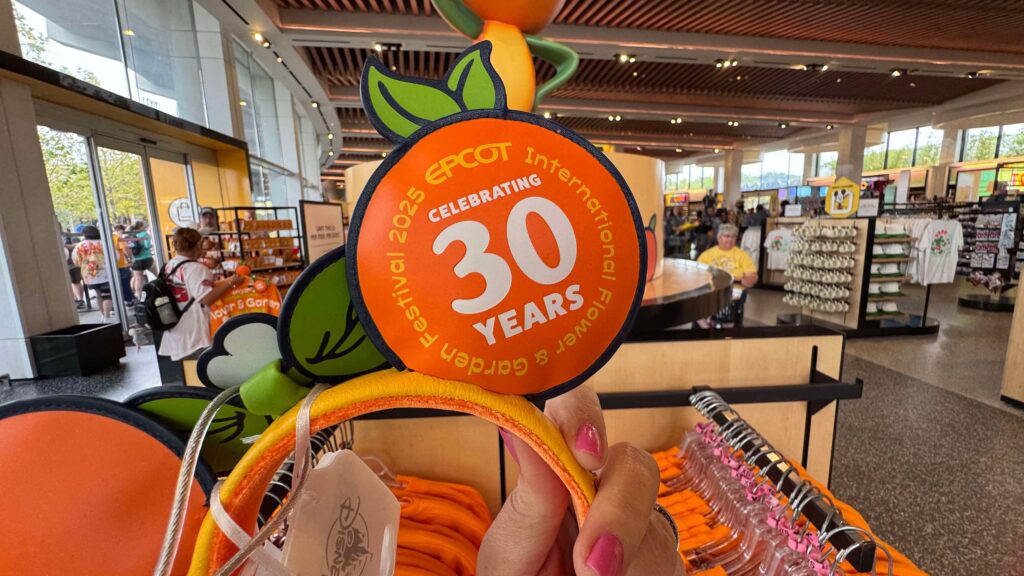 EPCOT International Flower & Garden Festival 2025
CELEBRATING
30
YEARS